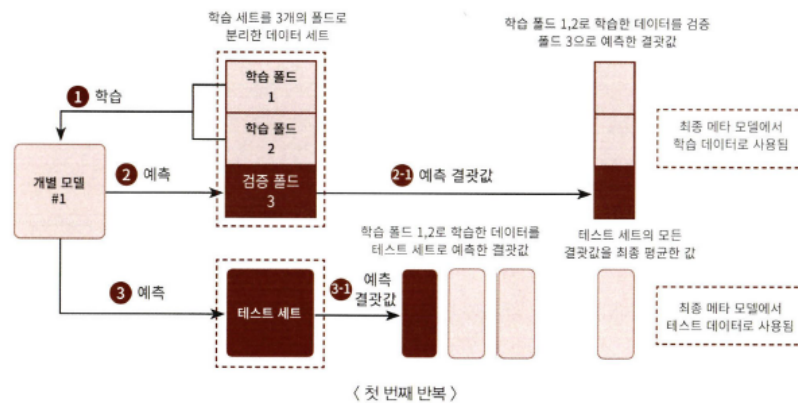 학습 세트를 3개의 폴드로
분리한 데이터 세트
학습 폴드 1,2로 학습한 데이터를 검증
폴드 3으로 예측한 결괏값
1 학습
학습 폴드
1
학습 폴드
2
최종 메타 모델에서
학습 데이터로 사용됨
개별 모델
#1
2 예측
검증 폴드
3
2-1 예측 결괏값
학습 폴드 1,2로 학습한 데이터를
테스트 세트로 예측한 결괏값
테스트 세트의 모든
결괏값을 최종 평균한 값
3 예측
테스트 세트
3-1 예측
결괏값
최종 메타 모델에서
테스트 데이터로 사용됨
〈 첫 번째 반복 〉